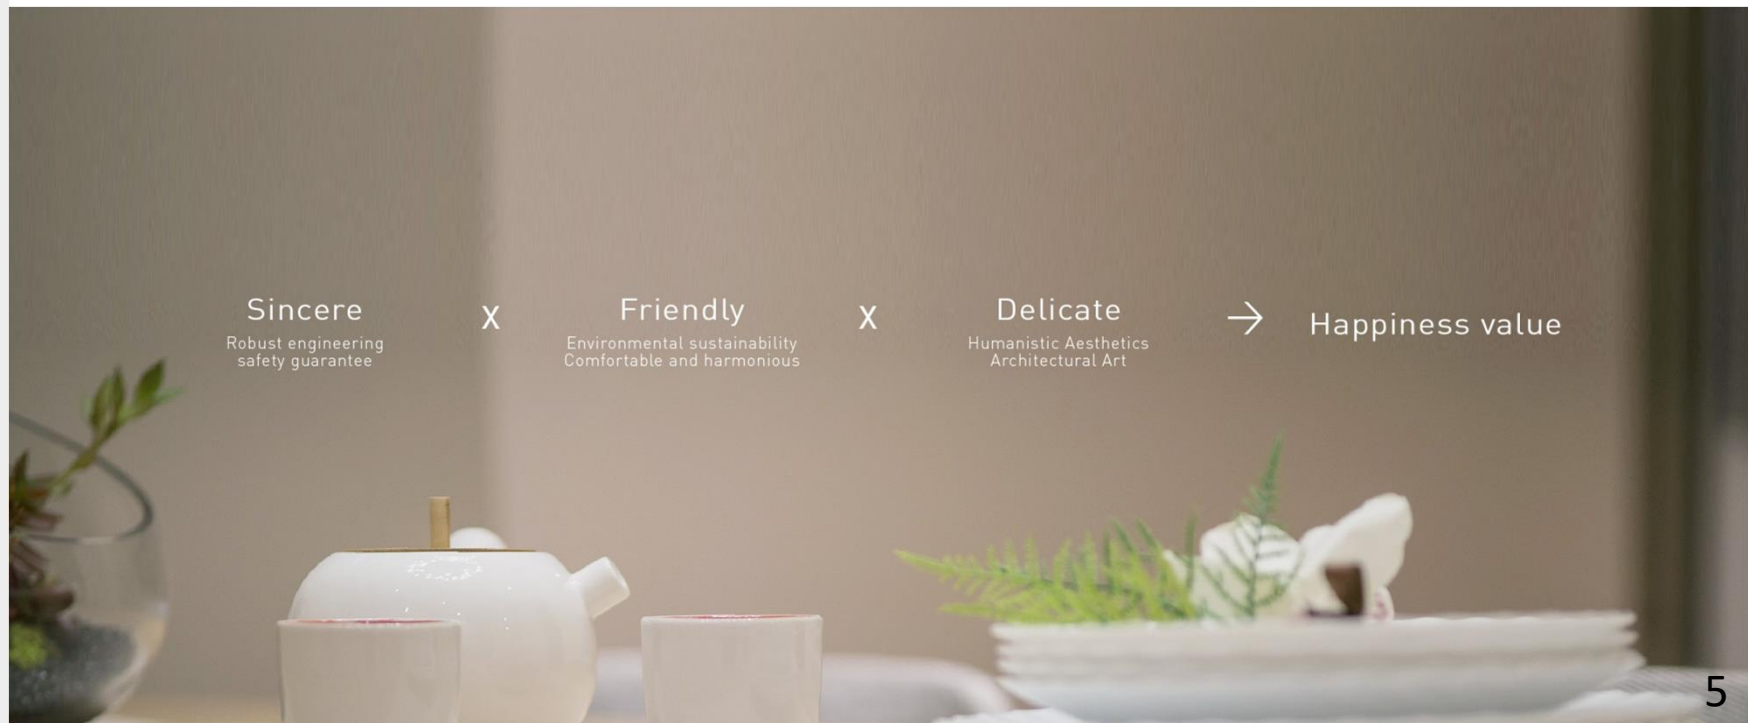 Sincere
Robust engineering
safety guarantee
X
Friendly
Environmental sustainability
Comfortable and harmonious
X
Delicate
Humanistic Aesthetics
Architectural Art
→
Happiness value
5